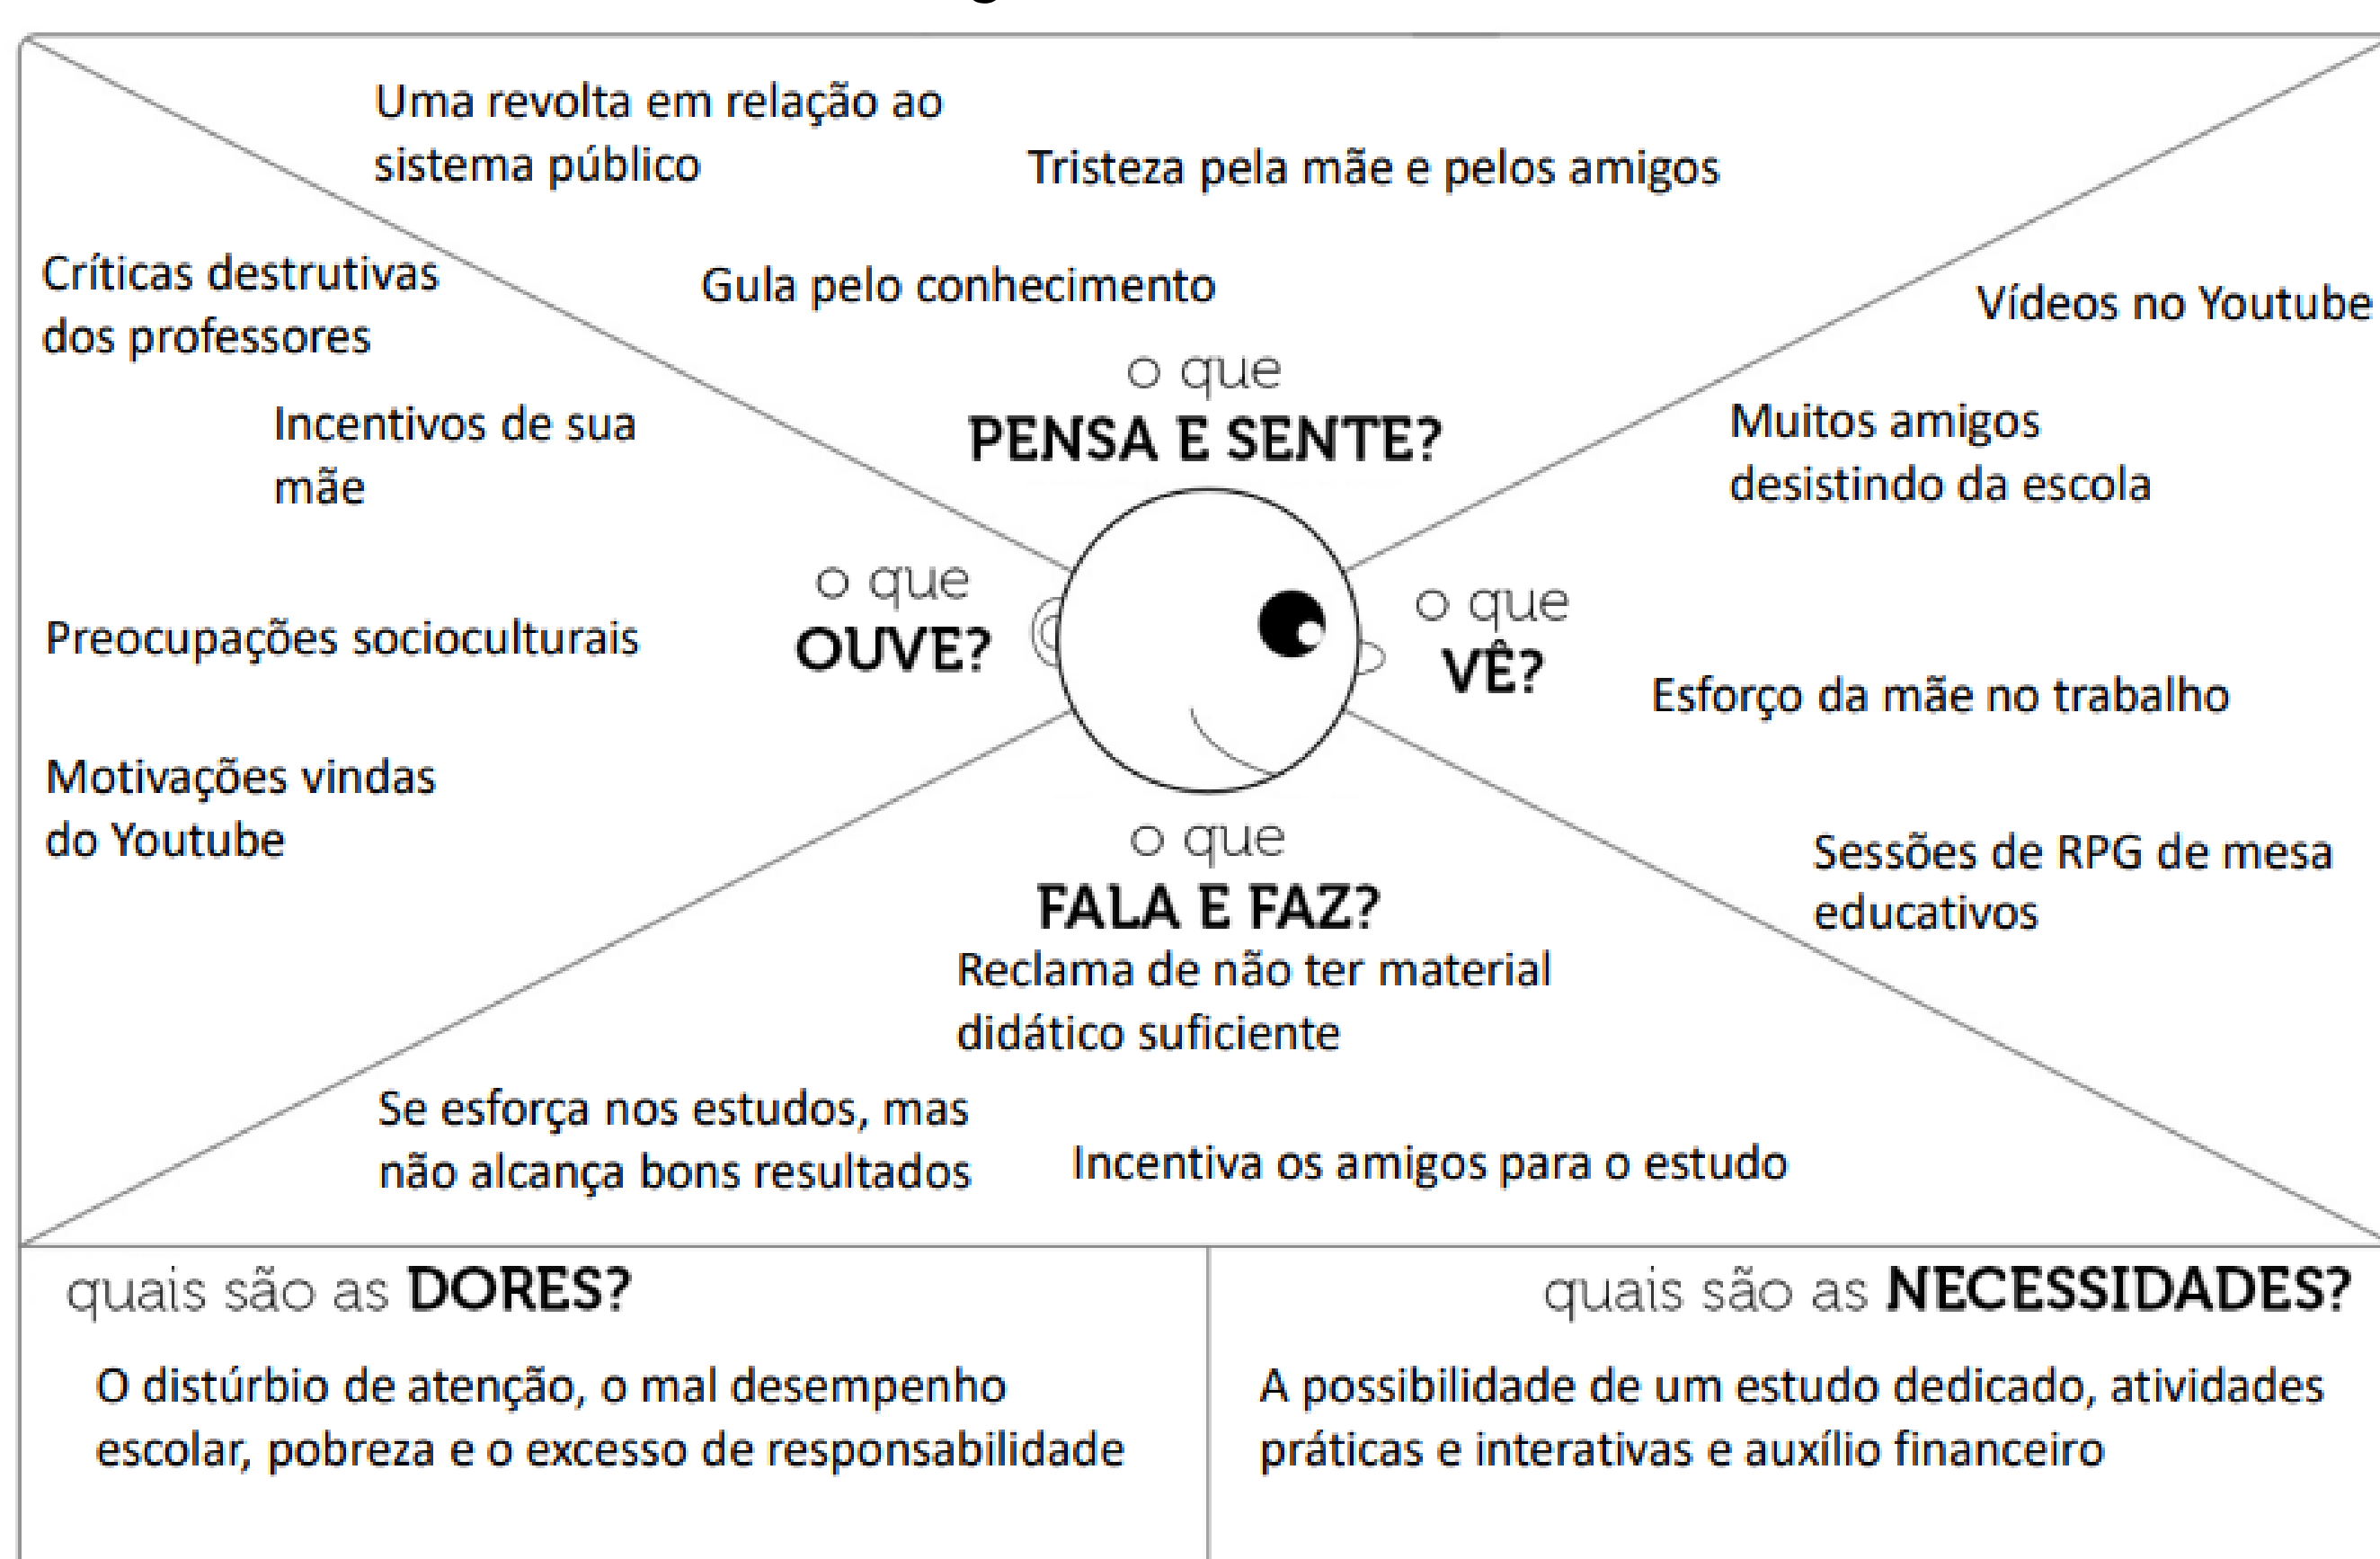 Uma revolta em relação ao
sistema público
Tristeza pela mãe e pelos amigos
Gula pelo conhecimento
o que
PENSA E SENTE?
Críticas destrutivas
dos professores
Incentivos de sua
mãe
Preocupações socioculturais
Motivações vindas
do Youtube
o que
OUVE?
o que
VÊ?
Vídeos no Youtube
Muitos amigos
desistindo da escola
Esforço da mãe no trabalho
Sessões de RPG de mesa
educativos
o que
FALA E FAZ?
Reclama de não ter material
didático suficiente
Se esforça nos estudos, mas
não alcança bons resultados
Incentiva os amigos para o estudo
quais são as DORES?
O distúrbio de atenção, o mal desempenho
escolar, pobreza e o excesso de responsabilidade
quais são as NECESSIDADES?
A possibilidade de um estudo dedicado, atividades
práticas e interativas e auxílio financeiro